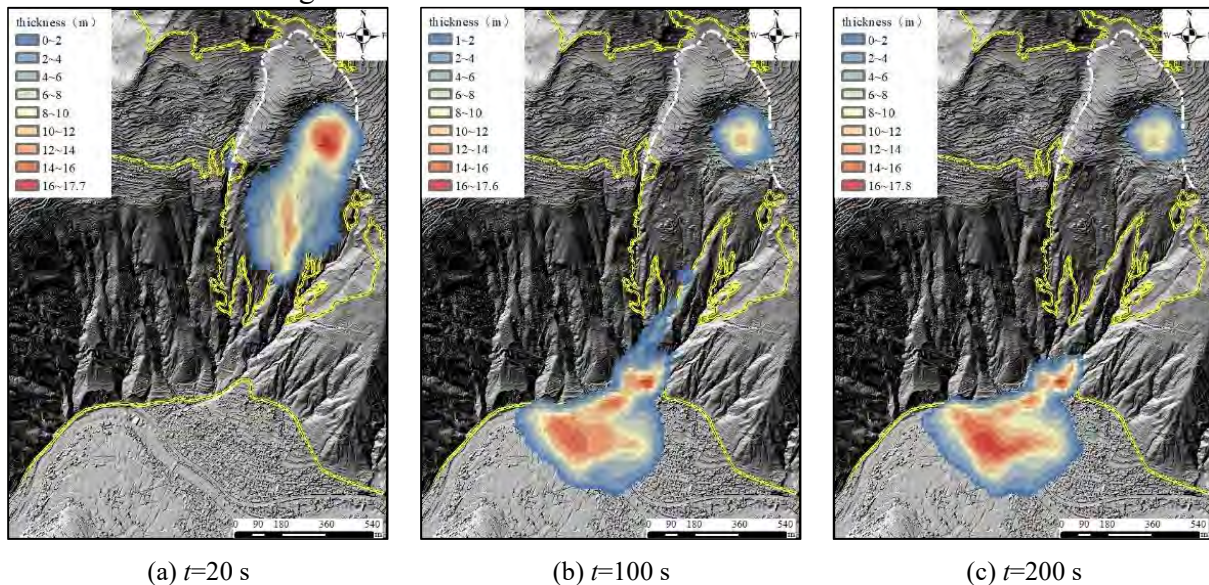 thickness（m）
0~2
2~4
4~6
6~8
8~10
10~12
12~14
14~16
16~17.7
N
W E
S
0 90 180 360 540
m
thickness（m）
1~2
2~4
4~6
6~8
8~10
10~12
12~14
14~16
16~17.6
N
W E
S
0 90 180 360 540
m
thickness（m）
0~2
2~4
4~6
6~8
8~10
10~12
12~14
14~16
16~17.8
N
W E
S
0 90 180 360 540
m
(a) t=20 s
(b) t=100 s
(c) t=200 s